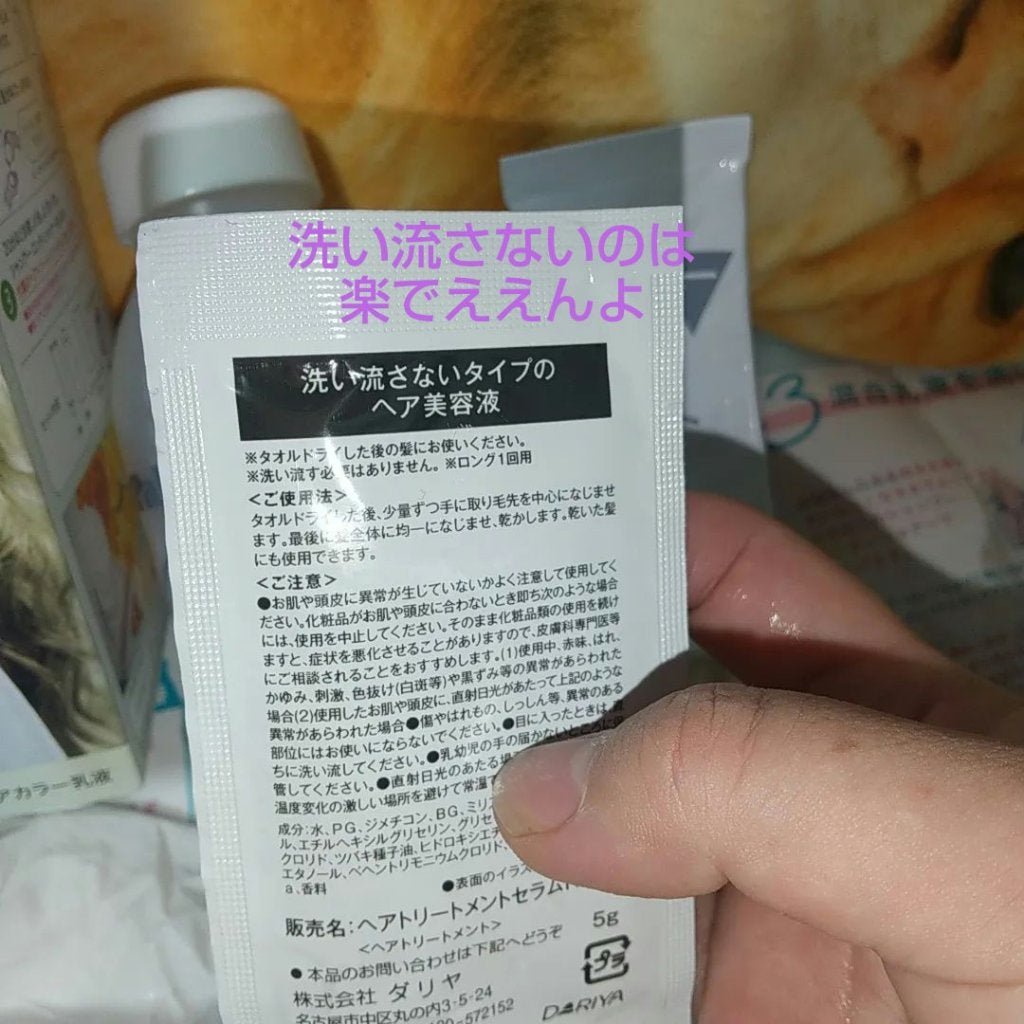 洗い流さないのは
楽でええんよ
洗い流さないタイプの
ヘア美容液
※タオルドライした後の髪にお使いください。
※洗い流す必要はありません。※ロング1回用
<ご使用法>
タオルドライした後、少量ずつ手に取り毛先を中心になじませ
ます。最後に髪全体に均一になじませ、乾かします。乾いた髪
にも使用できます。
<ご注意>
●お肌や頭皮に異常が生じていないかよく注意して使用してく
ださい。化粧品がお肌や頭皮に合わないとき即ち次のような場合
には、使用を中止してください。そのまま化粧品類の使用を続け
ますと、症状を悪化させることがありますので、皮膚科専門医等
にご相談されることをおすすめします。(1)使用中、赤味、はれ、
かゆみ、刺激、色抜け(白斑等)や黒ずみ等の異常があらわれた
場合(2)使用したお肌や頭皮に、直射日光があたって上記のような
異常があらわれた場合●傷やはれもの、しっしん等、異常のある
部位にはお使いにならないでください。●目に入ったときは、直
ちに洗い流してください。●乳幼児の手の届かないところに保
管してください。●直射日光のあたる場
温度変化の激しい場所を避けて常温で
成分:水、PG、ジメチコン、BG、ミリス
ル、エチルヘキシルグリセリン、グリセ
クロリド、ツバキ種子油、ヒドロキシエチ
エタノール、ベヘントリモニウムクロリド、
a、香料
●表面のイラス
販売名:ヘアトリートメントセラム
<ヘアトリートメント> 5g
●本品のお問い合わせは下記へどうぞ
プラ
株式会社 ダリヤ
名古屋市中区丸の内3-5-24
-572152
DARIYA
アカラー乳液
3